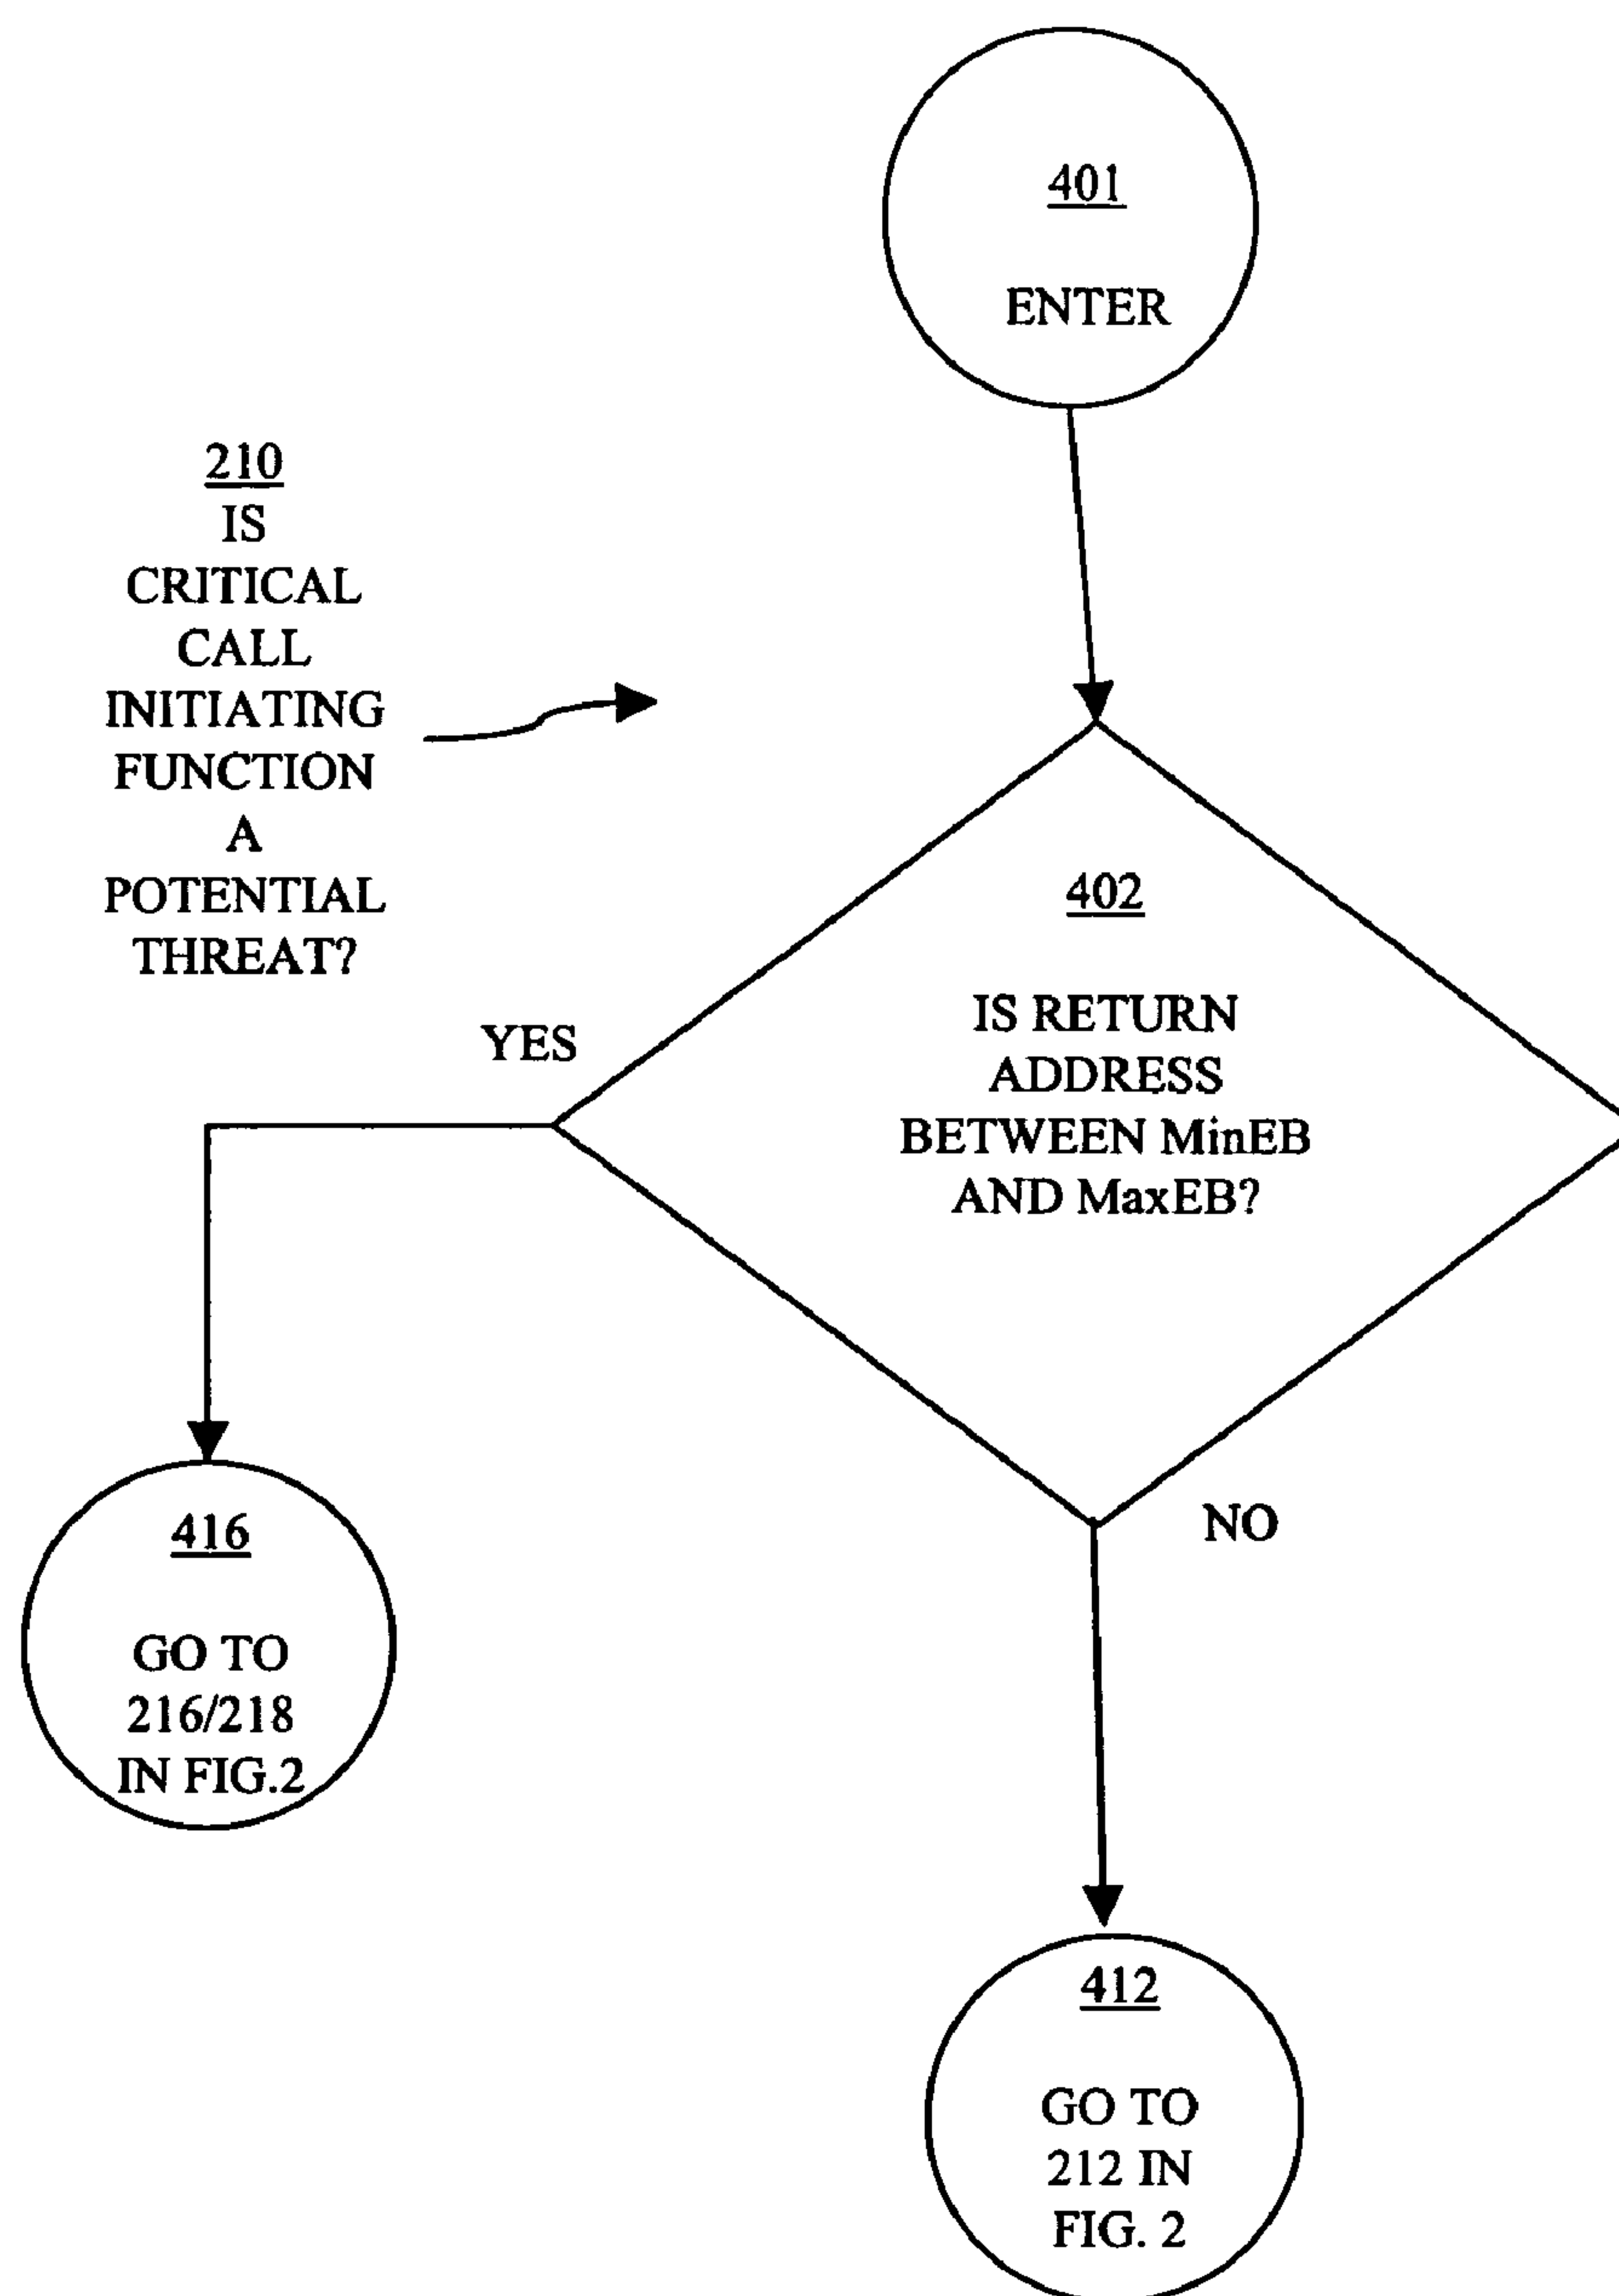 401
ENTER
210
IS
CRITICAL
CALL
INITIATING
FUNCTION
A
POTENTIAL
THREAT?
402
IS RETURN
ADDRESS
BETWEEN MinEB
AND MaxEB?
YES
NO
416
GO TO
216/218
IN FIG.2
412
GO TO
212 IN
FIG. 2